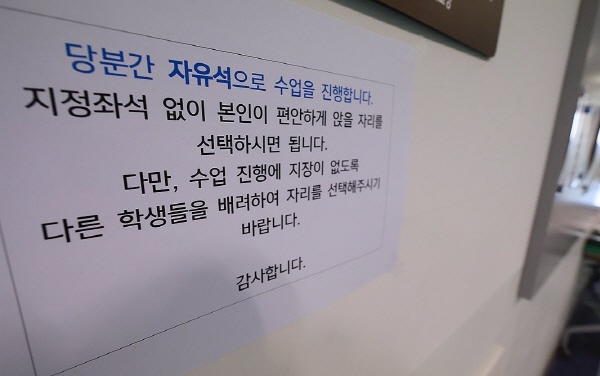 당분간 자유석으로 수업을 진행합니다.
지정좌석 없이 본인이 편안하게 앉을 자리를
선택하시면 됩니다.
다만, 수업 진행에 지장이 없도록
다른 학생들을 배려하여 자리를 선택해주시기
바랍니다.
감사합니다.